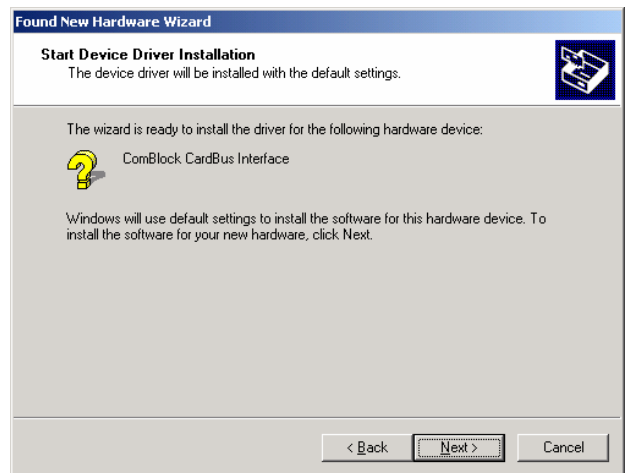 Found New Hardware Wizard
Start Device Driver Installation
The device driver will be installed with the default settings.
The wizard is ready to install the driver for the following hardware device:
ComBlock CardBus Interface
Windows will use default settings to install the software for this hardware device. To
install the software for your new hardware, click Next.
< Back Next > Cancel